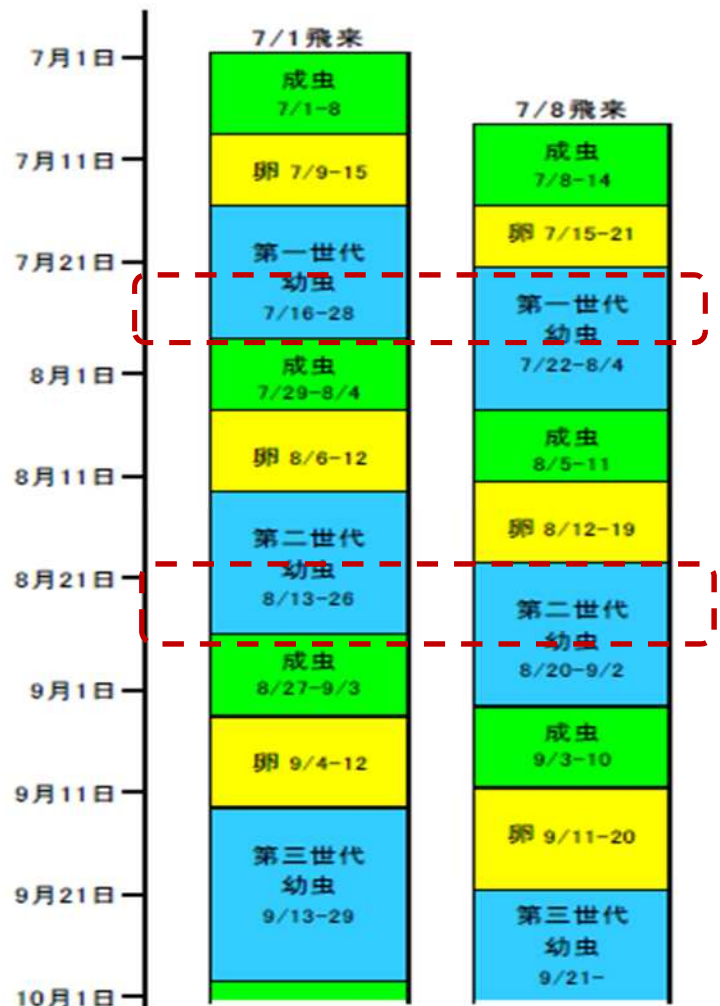 7月1日
7月11日
7月21日
8月1日
8月11日
8月21日
9月1日
9月11日
9月21日
10月1日
7/1飛来
成虫
7/1-8
卵 7/9-15
第一世代
幼虫
7/16-28
成虫
7/29-8/4
卵 8/6-12
第二世代
幼虫
8/13-26
成虫
8/27-9/3
卵 9/4-12
第三世代
幼虫
9/13-29
7/8飛来
成虫
7/8-14
卵 7/15-21
第一世代
幼虫
7/22-8/4
成虫
8/5-11
卵 8/12-19
第二世代
幼虫
8/20-9/2
成虫
9/3-10
卵 9/11-20
第三世代
幼虫
9/21-